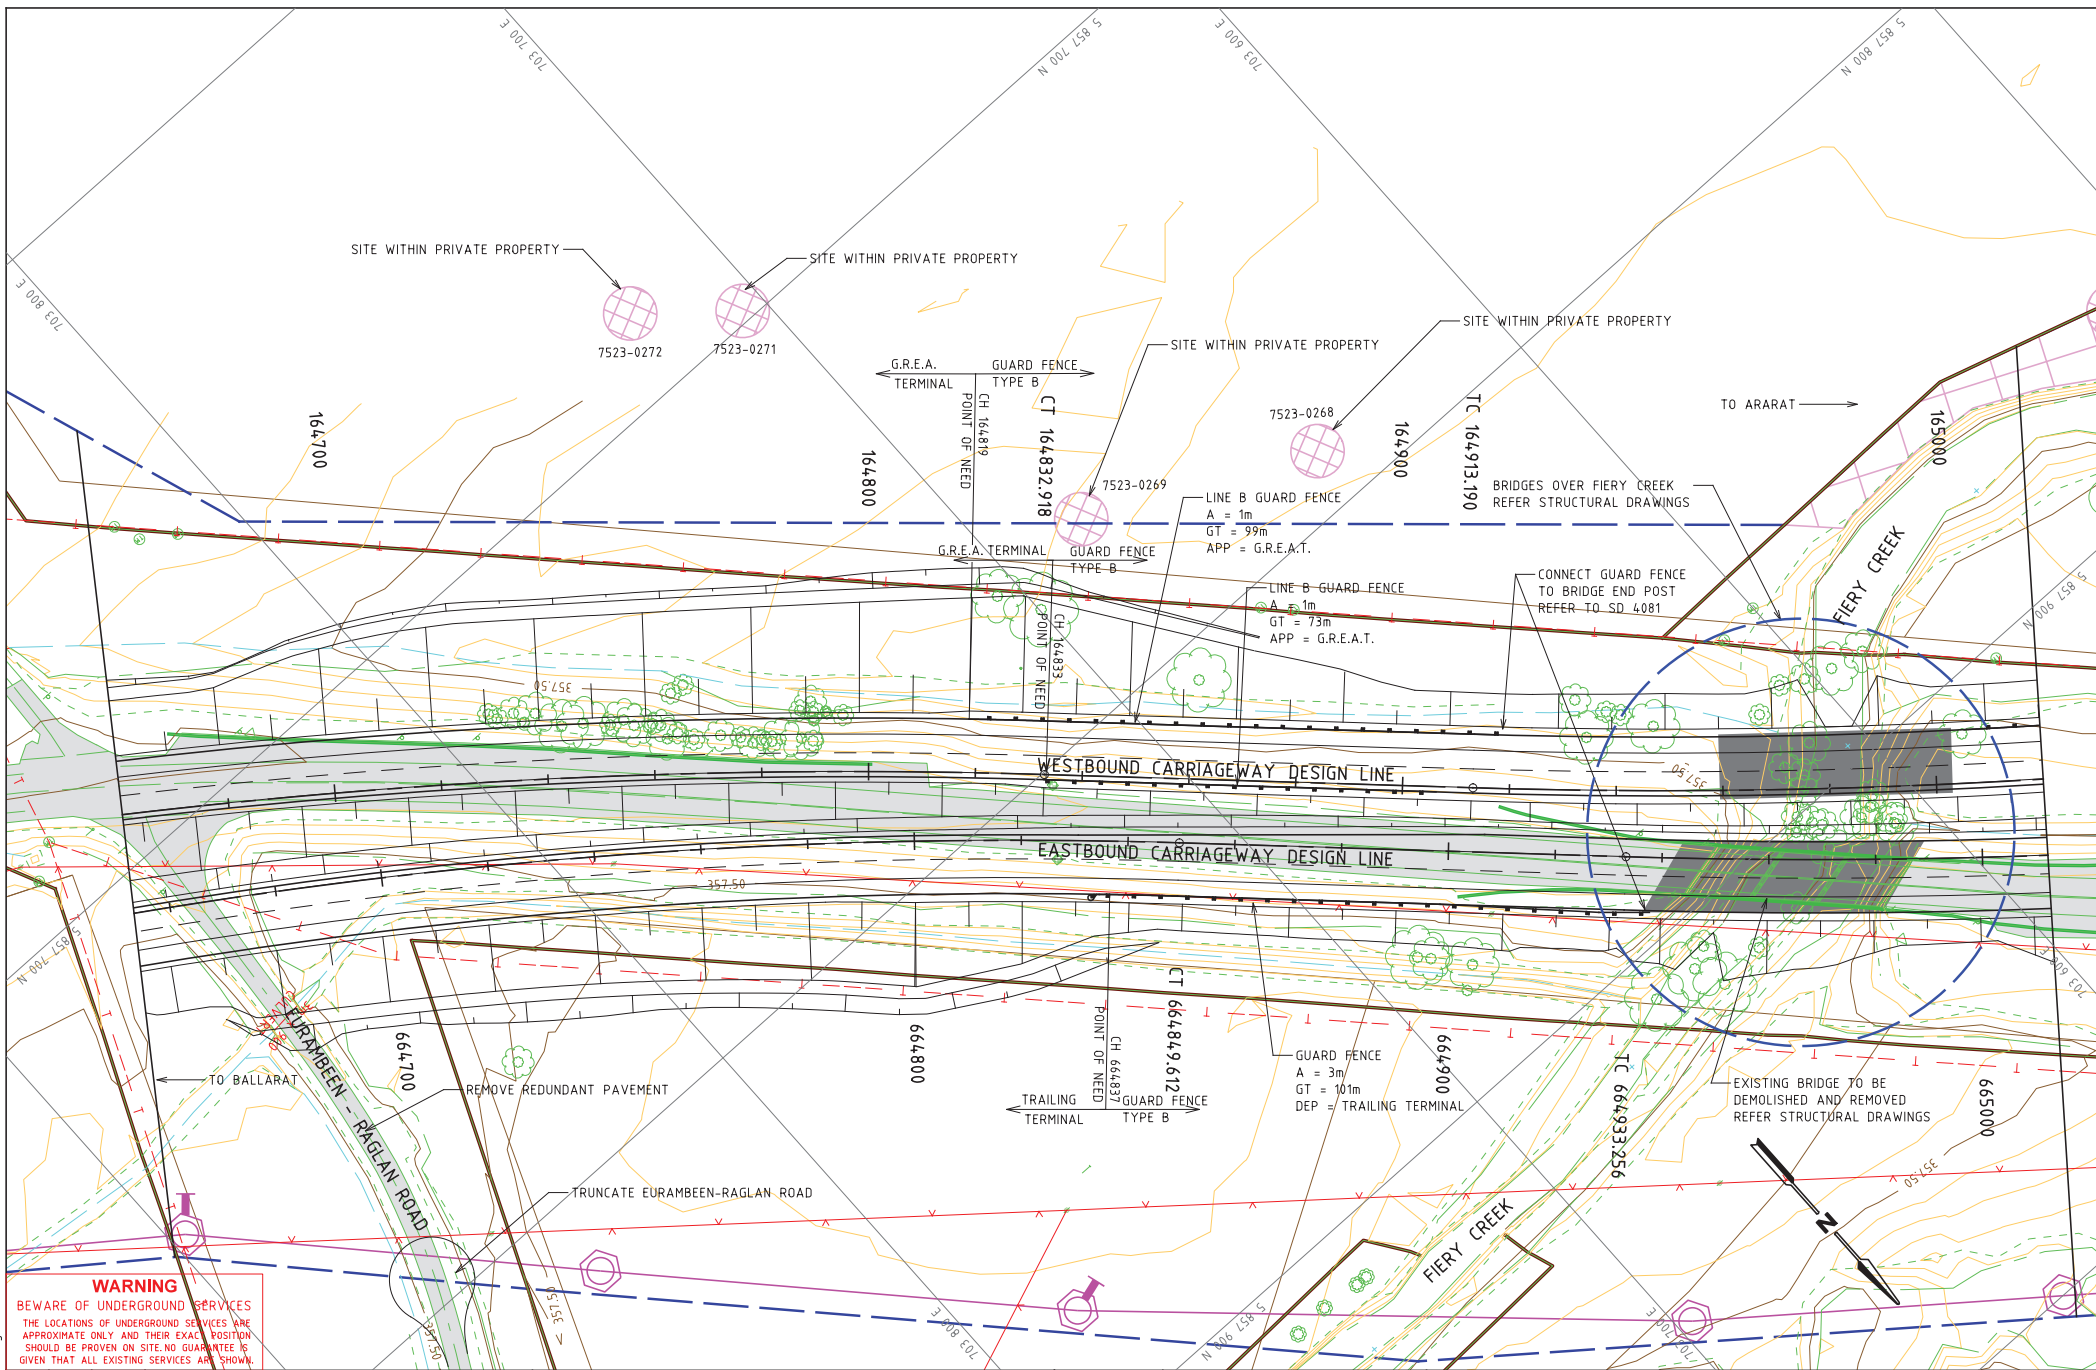 703 700 E
S 857 700 N
703 600 E
S 857 800 N
703 800 E
SITE WITHIN PRIVATE PROPERTY
SITE WITHIN PRIVATE PROPERTY
7523-0272
7523-0271
SITE WITHIN PRIVATE PROPERTY
SITE WITHIN PRIVATE PROPERTY
G.R.E.A.
TERMINAL
GUARD FENCE
TYPE B
CH 164819
POINT OF NEED
CT 164832.918
7523-0268
7523-0269
TO ARARAT
164700
164800
164900
TC 164913.190
165000
LINE B GUARD FENCE
A = 1m
GT = 99m
APP = G.R.E.A.T.
BRIDGES OVER FIERY CREEK
REFER STRUCTURAL DRAWINGS
G.R.E.A. TERMINAL
GUARD FENCE
TYPE B
LINE B GUARD FENCE
A = 1m
GT = 73m
APP = G.R.E.A.T.
CONNECT GUARD FENCE
TO BRIDGE END POST
REFER TO SD 4081
FIERY CREEK
S 857 900 N
CH 164833
POINT OF NEED
357.50
357.50
WESTBOUND CARRIAGEWAY DESIGN LINE
EASTBOUND CARRIAGEWAY DESIGN LINE
357.50
S 857 700 N
703 600 E
664700
664800
CT 664849.612
664900
TC 664933.256
665000
CH 664837
POINT OF NEED
TRAILING
TERMINAL
GUARD FENCE
TYPE B
GUARD FENCE
A = 3m
GT = 101m
DEP = TRAILING TERMINAL
EXISTING BRIDGE TO BE
DEMOLISHED AND REMOVED
REFER STRUCTURAL DRAWINGS
TO BALLARAT
REMOVE REDUNDANT PAVEMENT
EURAMBEEN - RAGLAN ROAD
TRUNCATE EURAMBEEN-RAGLAN ROAD
FIERY CREEK
N
357.50
357.50
357.50
703 800 E
S 857 900 N
WARNING
BEWARE OF UNDERGROUND SERVICES
THE LOCATIONS OF UNDERGROUND SERVICES ARE
APPROXIMATE ONLY AND THEIR EXACT POSITION
SHOULD BE PROVEN ON SITE. NO GUARANTEE IS
GIVEN THAT ALL EXISTING SERVICES ARE SHOWN.